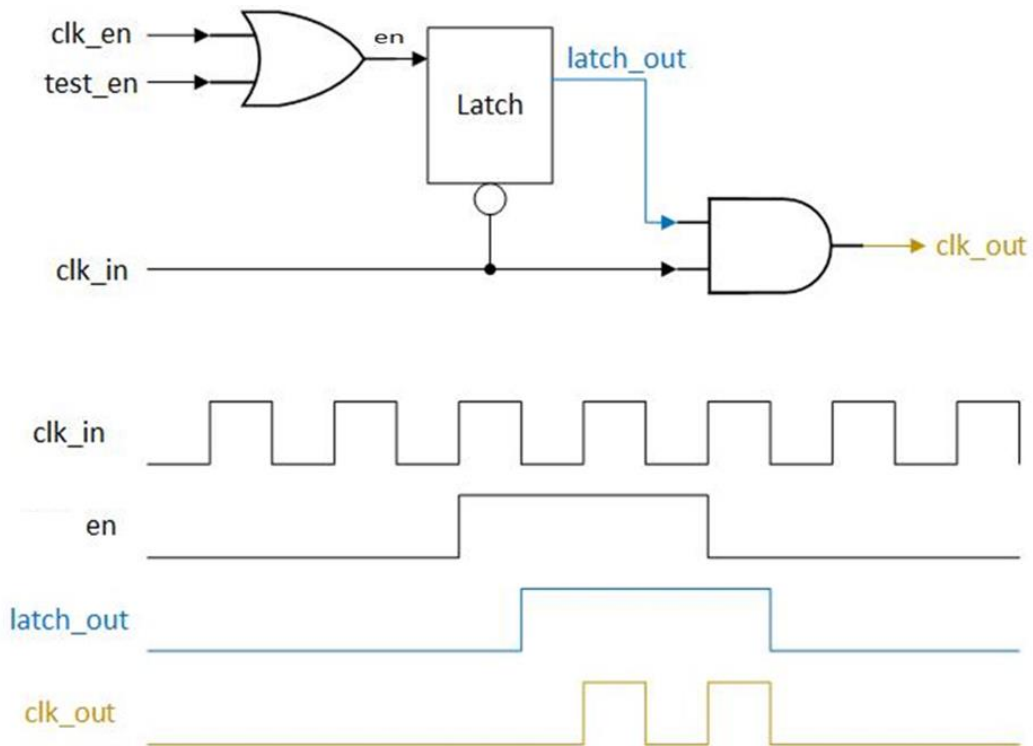 clk_en
en
latch_out
test_en
Latch
clk_out
clk_in
clk_in
en
latch_out
clk_out